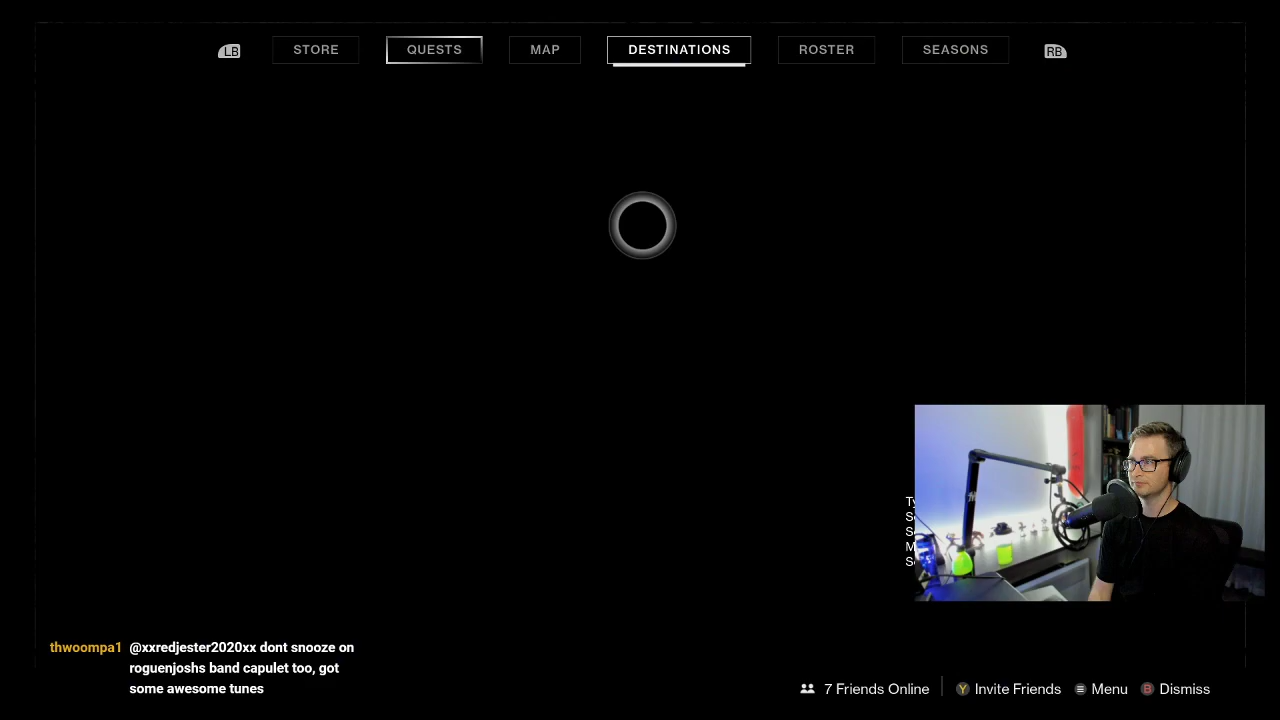 LB STORE QUESTS MAP DESTINATIONS ROSTER SEASONS RB
thwoompa1 @xxredjester2020xx dont snooze on
roguenjoshs band capulet too, got
some awesome tunes
7 Friends Online Y Invite Friends Menu B Dismiss